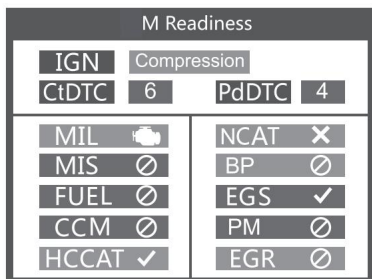 I/M Readiness
IGN Compression
CtDTC 6 PdDTC 4
MIL NCAT
MIS BP
FUEL EGS
CCM PM
HCCAT EGR